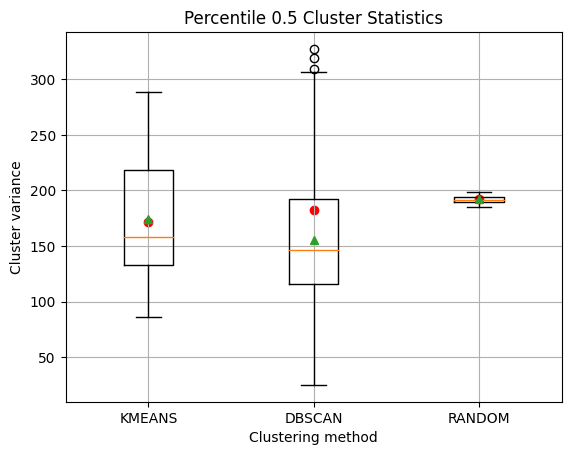 Percentile 0.5 Cluster Statistics
Cluster variance
300
250
200
150
100
50
KMEANS
DBSCAN
RANDOM
Clustering method